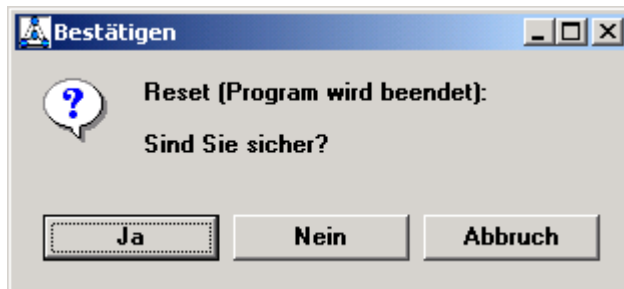 Bestätigen
Reset (Program wird beendet):
Sind Sie sicher?
Ja Nein Abbruch